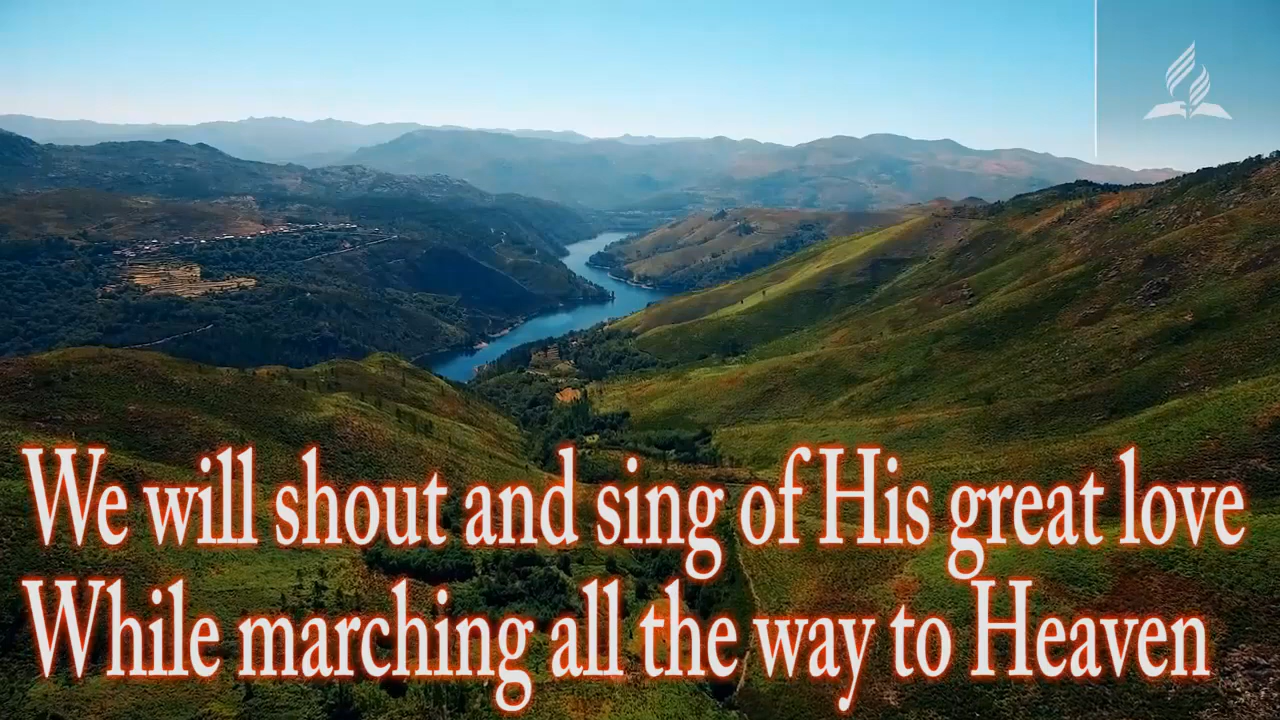 We will shout and sing of His great love
While marching all the way to Heaven